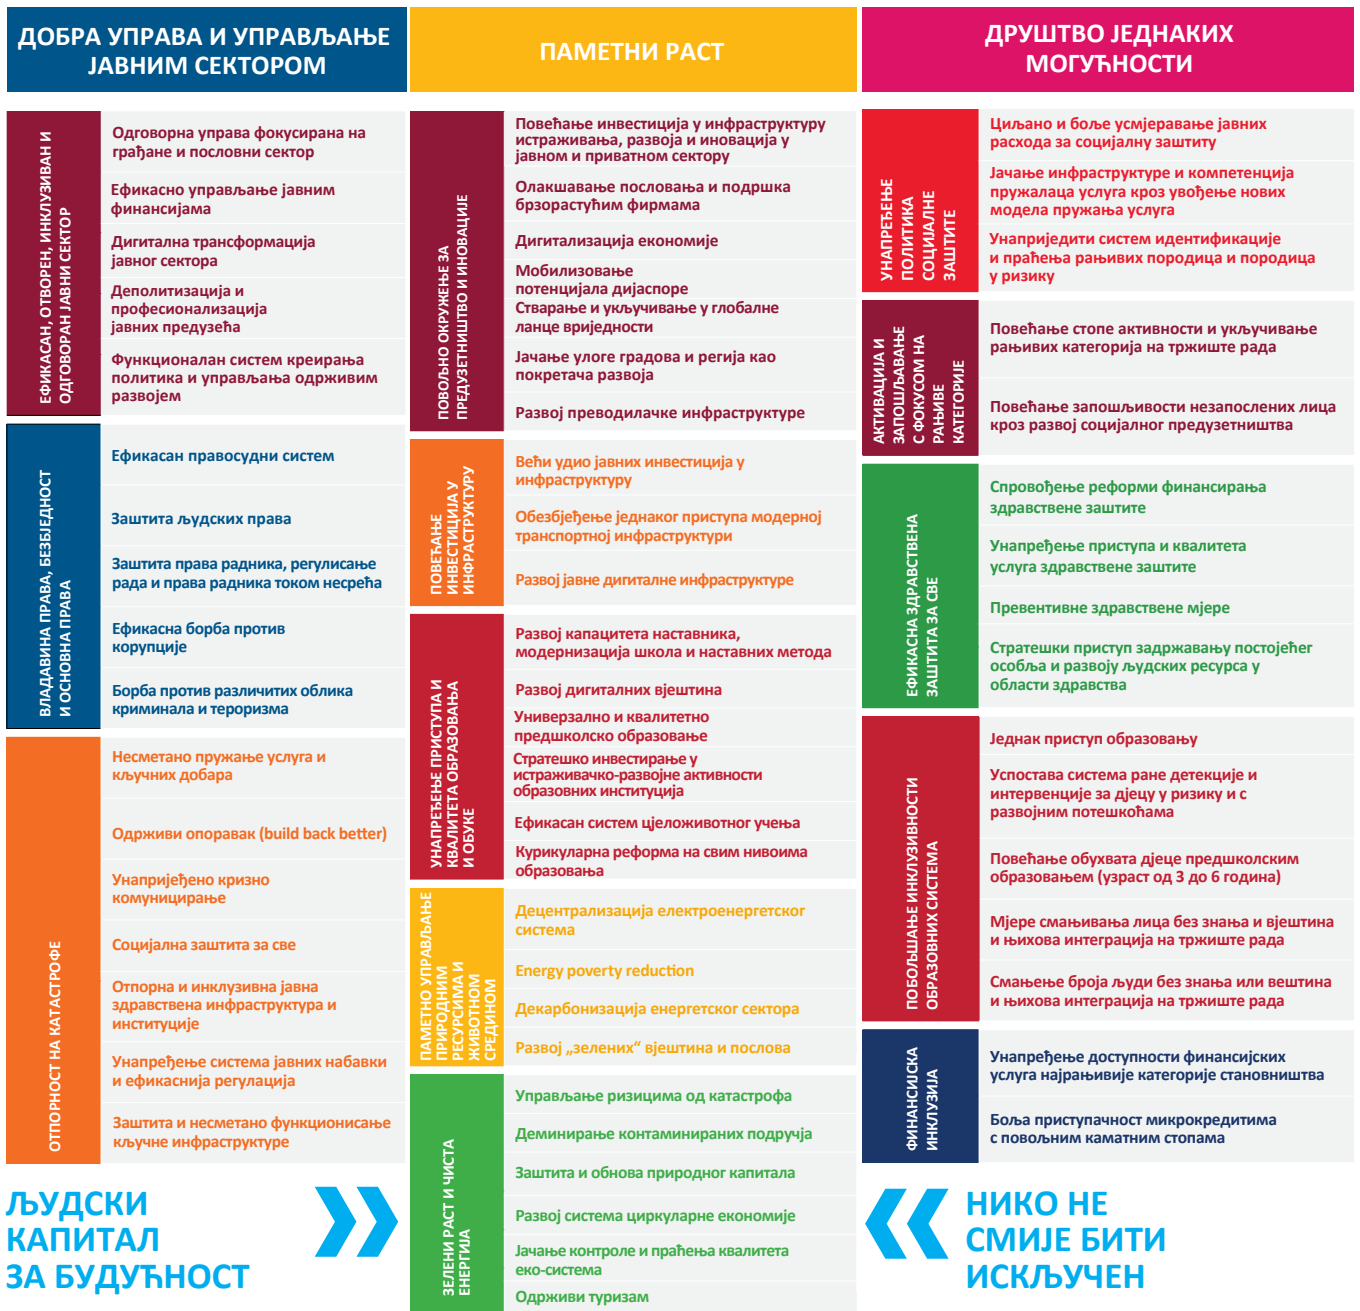 ДОБРА УПРАВА И УПРАВЉАЊЕ
ЈАВНИМ СЕКТОРОМ
ЕФИКАСАН, ОТВОРЕН, ИНКЛУЗИВАН И
ОДГОВОРАН ЈАВНИ СЕКТОР
Одговорна управа фокусирана на
грађане и пословни сектор
Ефикасно управљање јавним
финансијама
Дигитална трансформација
јавног сектора
Деполитизација и
професионализација
јавних предузећа
Функционалан систем креирања
политика и управљања одрживим
развојем
ВЛАДАВИНА ПРАВА, БЕЗБЕДНОСТ
И ОСНОВНА ПРАВА
Ефикасан правосудни систем
Заштита људских права
Заштита права радника, регулисање
рада и права радника током несрећа
Ефикасна борба против
корупције
Борба против различитих облика
криминала и тероризма
ОТПОРНОСТ НА КАТАСТРОФЕ
Несметано пружање услуга и
кључних добара
Одрживи опоравак (build back better)
Унапријеђено кризно
комуницирање
Социјална заштита за све
Отпорна и инклузивна јавна
здравствена инфраструктура и
институције
Унапређење система јавних набавки
и ефикаснија регулација
Заштита и несметано функционисање
кључне инфраструктуре
ЉУДСКИ
КАПИТАЛ
ЗА БУДУЋНОСТ
ПАМЕТНИ РАСТ
ПОВОЉНО ОКРУЖЕЊЕ ЗА
ПРЕДУЗЕТНИШТВО И ИНОВАЦИЈЕ
Повећање инвестиција у инфраструктуру
истраживања, развоја и иновација у
јавном и приватном сектору
Олакшавање пословања и подршка
брзорастућим фирмама
Дигитализација економије
Мобилизовање
потенцијала дијаспоре
Стварање и укључивање у глобалне
ланце вриједности
Јачање улоге градова и регија као
покретача развоја
Развој преводилачке инфраструктуре
ПОВЕЋАЊЕ
ИНВЕСТИЦИЈА У
ИНФРАСТРУКТУРУ
Већи удио јавних инвестиција у
инфраструктуру
Обезбјеђење једнаког приступа модерној
транспортној инфраструктури
Развој јавне дигиталне инфраструктуре
УНАПРЕЂЕЊЕ ПРИСТУПА И
КВАЛИТЕТА ОБРАЗОВАЊА
И ОБУКЕ
Развој капацитета наставника,
модернизација школа и наставних метода
Развој дигиталних вјештина
Универзално и квалитетно
предшколско образовање
Стратешко инвестирање у
истраживачко-развојне активности
образовних институција
Ефикасан систем цјеложивотног учења
Курикуларна реформа на свим нивоима
образовања
ПАМЕТНО УПРАВЉАЊЕ
ПРИРОДНИМ
РЕСУРСИМА И
ЖИВОТНОМ
СРЕДИНОМ
Децентрализација електроенергетског
система
Energy poverty reduction
Декарбонизација енергетског сектора
Развој „зелених“ вјештина и послова
ЗЕЛЕНИ РАСТ И ЧИСТА
ЕНЕРГИЈА
Управљање ризицима од катастрофа
Деминирање контаминираних подручја
Заштита и обнова природног капитала
Развој система циркуларне економије
Јачање контроле и праћења квалитета
еко-система
Одрживи туризам
ДРУШТВО ЈЕДНАКИХ
МОГУЋНОСТИ
УНАПРЕЂЕЊЕ
ПОЛИТИКА
СОЦИЈАЛНЕ
ЗАШТИТЕ
Циљано и боље усмјеравање јавних
расхода за социјалну заштиту
Јачање инфраструктуре и компетенција
пружалаца услуга кроз увођење нових
модела пружања услуга
Унаприједити систем идентификације
и праћења рањивих породица и породица
у ризику
АКТИВАЦИЈА И
ЗАПОШЉАВАЊЕ
С ФОКУСОМ НА
РАЊИВЕ
КАТЕГОРИЈЕ
Повећање стопе активности и укључивање
рањивих категорија на тржиште рада
Повећање запошљивости незапослених лица
кроз развој социјалног предузетништва
ЕФИКАСНА ЗДРАВСТВЕНА
ЗАШТИТА ЗА СВЕ
Спровођење реформи финансирања
здравствене заштите
Унапређење приступа и квалитета
услуга здравствене заштите
Превентивне здравствене мјере
Стратешки приступ задржавању постојећег
особља и развоју људских ресурса у
области здравства
ПОБОЉШАЊЕ ИНКЛУЗИВНОСТИ
ОБРАЗОВНИХ СИСТЕМА
Једнак приступ образовању
Успостава система ране детекције и
интервенције за дјецу у ризику и с
развојним потешкоћама
Повећање обухвата дјеце предшколским
образовањем (узраст од 3 до 6 година)
Мјере смањивања лица без знања и вјештина
и њихова интеграција на тржиште рада
Смањење броја људи без знања или вештина
и њихова интеграција на тржиште рада
ФИНАНСИЈСКА
ИНКЛУЗИЈА
Унапређење доступности финансијских
услуга најрањивије категорије становништва
Боља приступачност микрокредитима
с повољним каматним стопама
НИКО НЕ
СМИЈЕ БИТИ
ИСКЉУЧЕН